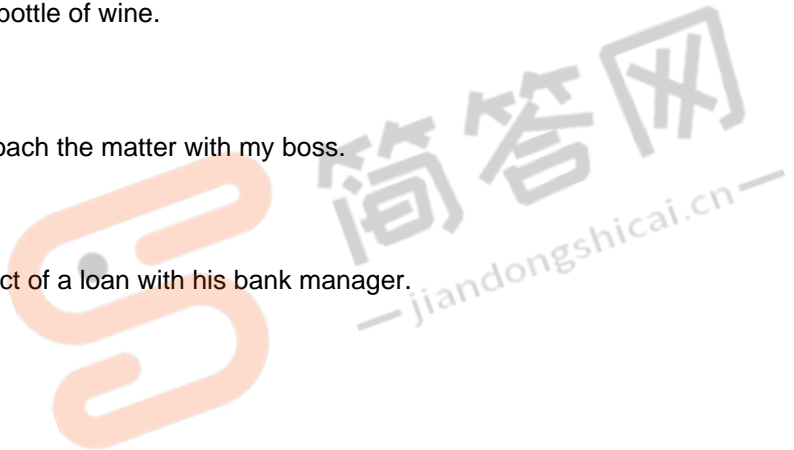 bottle of wine.
oach the matter with my boss.
ct of a loan with his bank manager.
简答网
jiandongshicai.cn